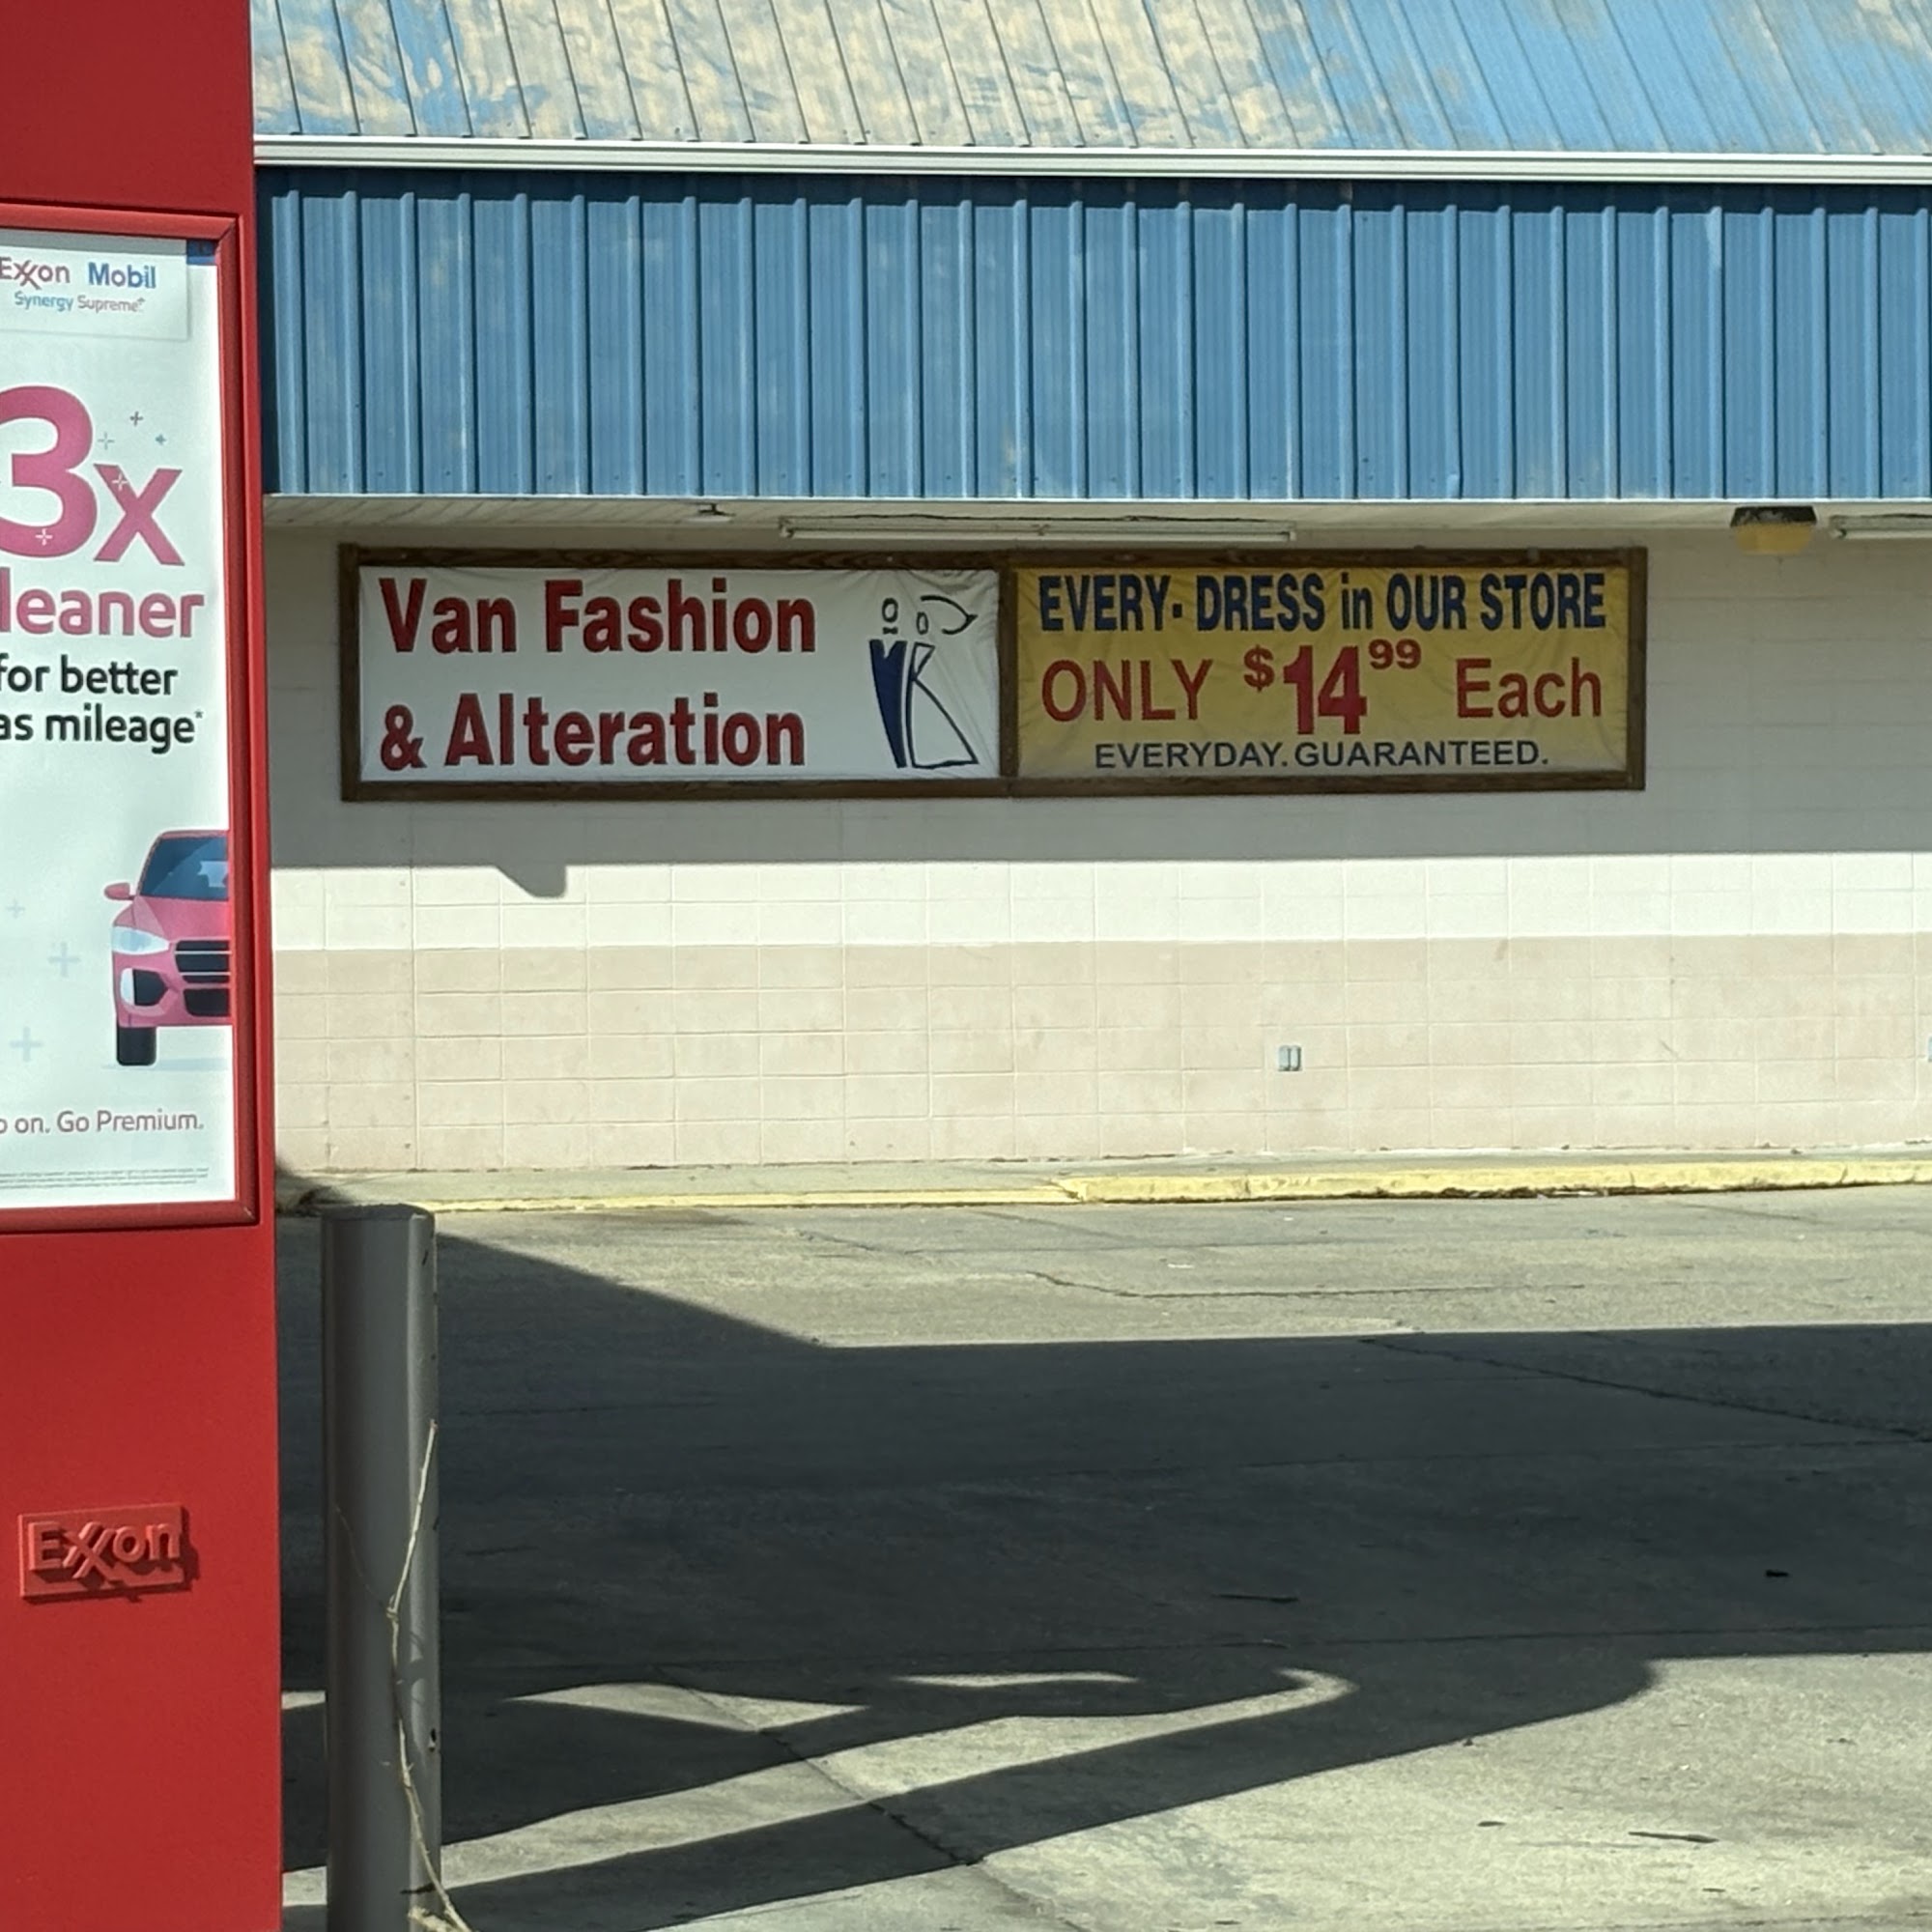 Exxon Mobil
Synergy Supreme+
3x
leaner
for better
as mileage*
on. Go Premium.
Exxon
Van Fashion
& Alteration
EVERY. DRESS in OUR STORE
ONLY $14 99 Each
EVERYDAY. GUARANTEED.